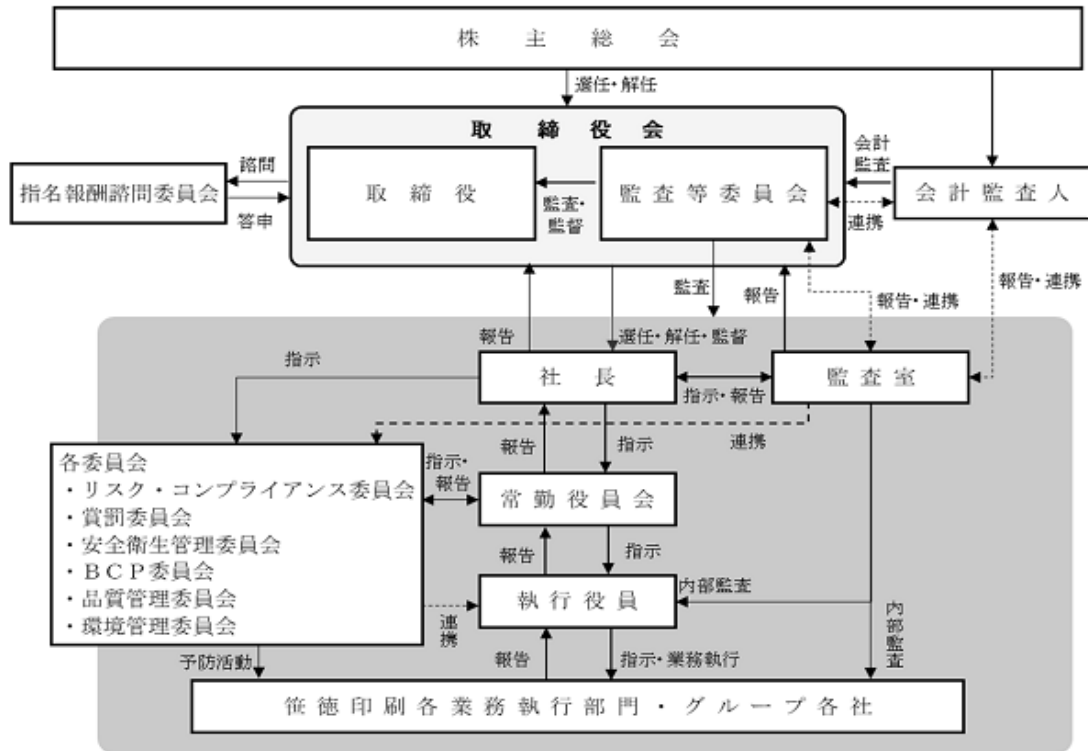 株主総会
選任・解任
取締役会
会計
監査
諮問
指名報酬諮問委員会
答申
取締役
監査・
監督
監査等委員会
連携
会計監査人
監査
報告
報告・連携
報告・連携
報告
選任・解任・監督
指示
社長
指示・報告
監査室
連携
報告
指示
各委員会
・リスク・コンプライアンス委員会
・賞罰委員会
・安全衛生管理委員会
・ＢＣＰ委員会
・品質管理委員会
・環境管理委員会
指示・
報告
常勤役員会
報告
指示
執行役員
内部監査
連携
内部監査
予防活動
報告
指示・業務執行
笹徳印刷各業務執行部門・グループ各社